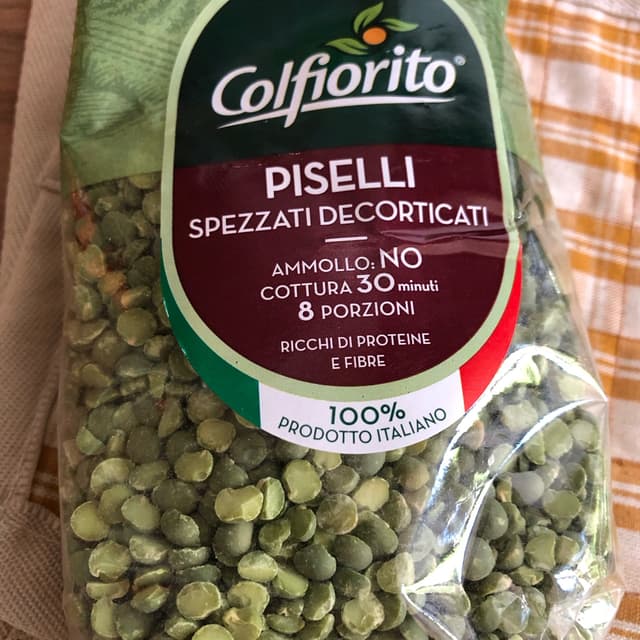 Colfiorito®
PISELLI
SPEZZATI DECORTICATI
AMMOLLO: NO
COTTURA 30 minuti
8 PORZIONI
RICCHI DI PROTEINE
E FIBRE
100%
PRODOTTO ITALIANO